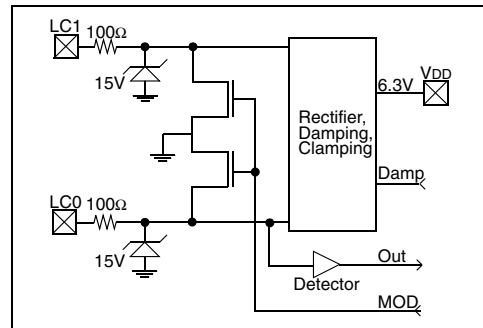 LC1
100Ω
15V
Rectifier,
Damping,
Clamping
6.3V
VDD
Damp
LC0
100Ω
15V
Detector
Out
MOD